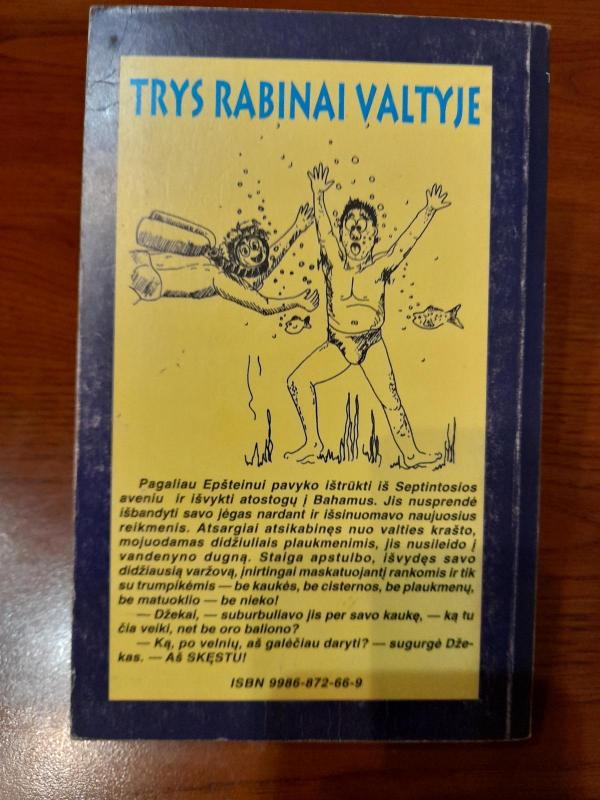 TRYS RABINAI VALTYJE
Pagaliau Epšteinui pavyko ištrūkti iš Septintosios
aveniu ir išvykti atostogų į Bahamus. Jis nusprendė
išbandyti savo jėgas nardant ir išsinuomavo naujuosius
reikmenis. Atsargiai atsikabinęs nuo valties krašto,
mojuodamas didžiuliais plaukmenimis, jis nusileido į
vandenyno dugną. Staiga apstulbo, išvydęs savo
didžiausią varžovą, įnirtingai maskatuojantį rankomis ir tik
su trumpikėmis — be kaukės, be cisternos, be plaukmenų,
be matuoklio — be nieko!
— Džekai, — suburbuliavo jis per savo kaukę, — ką tu
čia veiki, net be oro baliono?
— Ką, po velnių, aš galėčiau daryti? — sugurgė Dže-
kas. — Aš SKĘSTU!
ISBN 9986-872-66-9